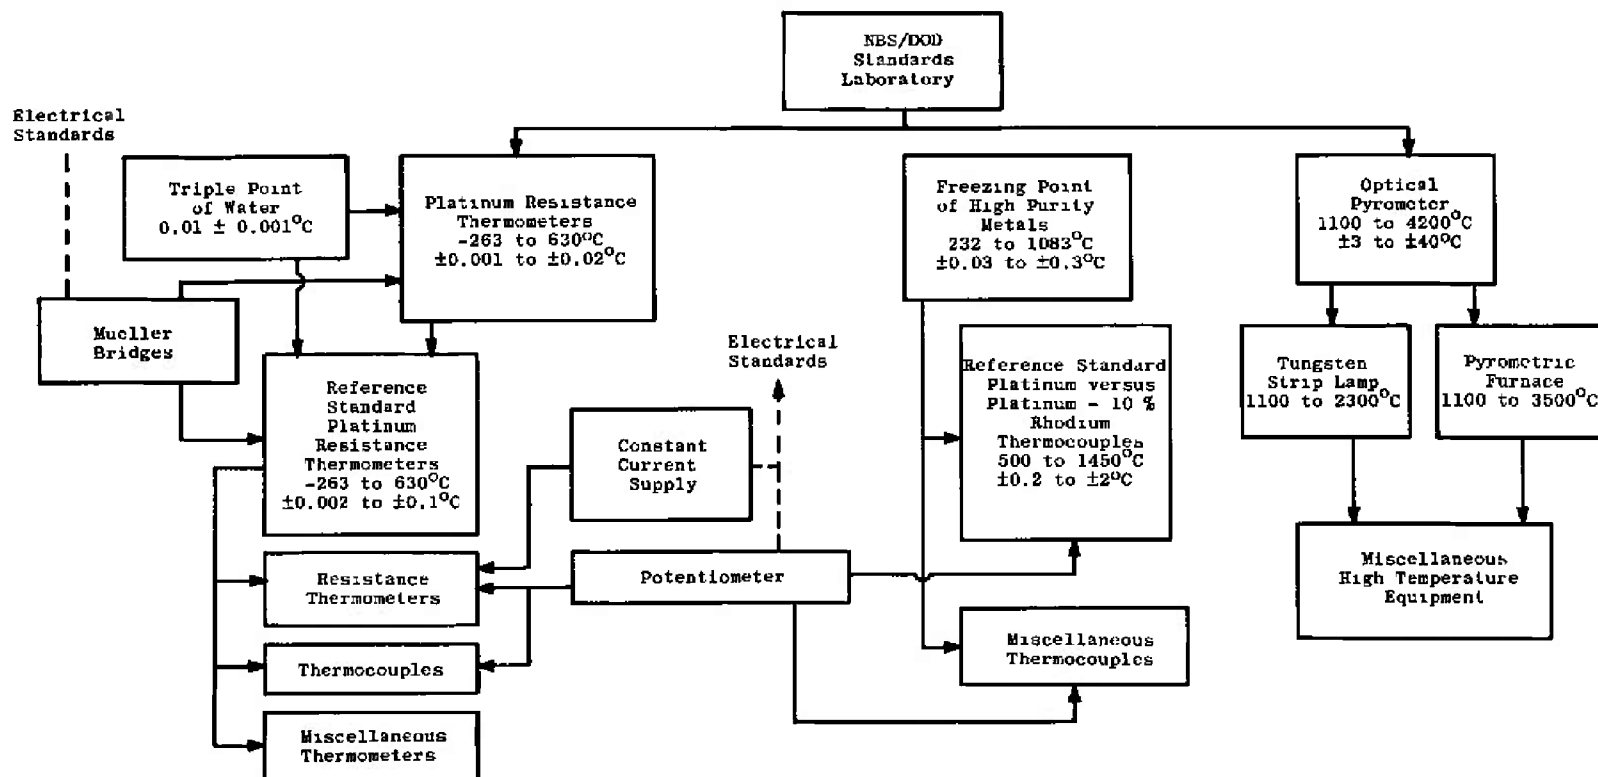 NBS/DOD
Standards
Laboratory
Electrical
Standards
Triple Point
of Water
0.01 ± 0.001°C
Platinum Resistance
Thermometers
-263 to 630°C
±0.001 to ±0.02°C
Freezing Point
of High Purity
Metals
232 to 1083°C
±0.03 to ±0.3°C
Optical
Pyrometer
1100 to 4200°C
±3 to ±40°C
Mueller
Bridges
Electrical
Standards
Reference
Standard
Platinum
Resistance
Thermometers
-263 to 630°C
±0.002 to ±0.1°C
Constant
Current
Supply
Reference Standard
Platinum versus
Platinum - 10 %
Rhodium
Thermocouples
500 to 1450°C
±0.2 to ±2°C
Tungsten
Strip Lamp
1100 to 2300°C
Pyrometric
Furnace
1100 to 3500°C
Resistance
Thermometers
Potentiometer
Miscellaneous
High Temperature
Equipment
Thermocouples
Miscellaneous
Thermocouples
Miscellaneous
Thermometers